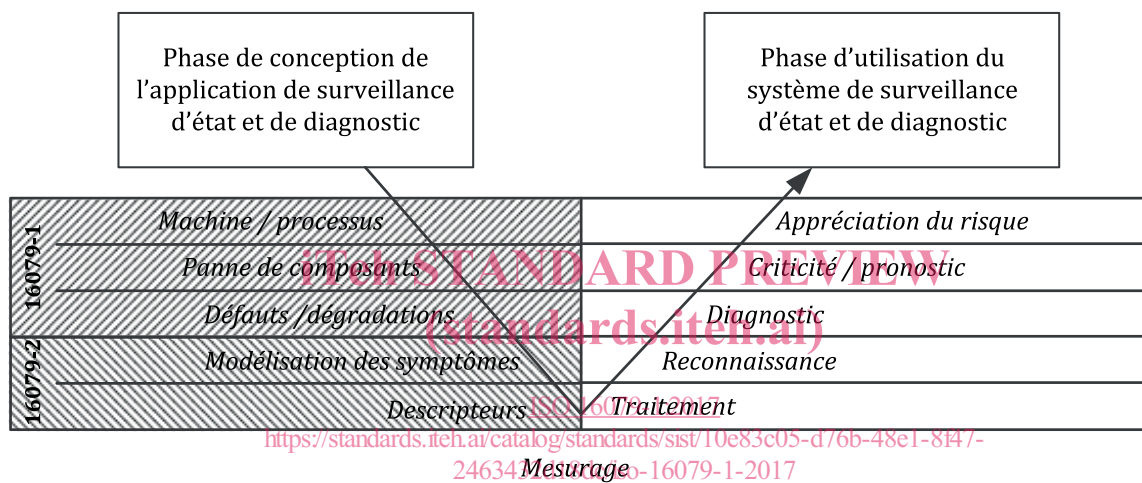 Phase de conception de
l’application de surveillance
d’état et de diagnostic
Phase d’utilisation du
système de surveillance
d’état et de diagnostic
16079-1
Machine / processus
Appréciation du risque
Panne de composants
Criticité / pronostic
iTeh STANDARD PREVIEW
Défauts /dégradations
Diagnostic
(standards.iteh.ai)
16079-2
Modélisation des symptômes
Reconnaissance
Descripteurs
Traitement
ISO 16079-1:2017
https://standards.iteh.ai/catalog/standards/sist/10e83c05-d76b-48e1-8f47-
Mesurage
-16079-1-2017